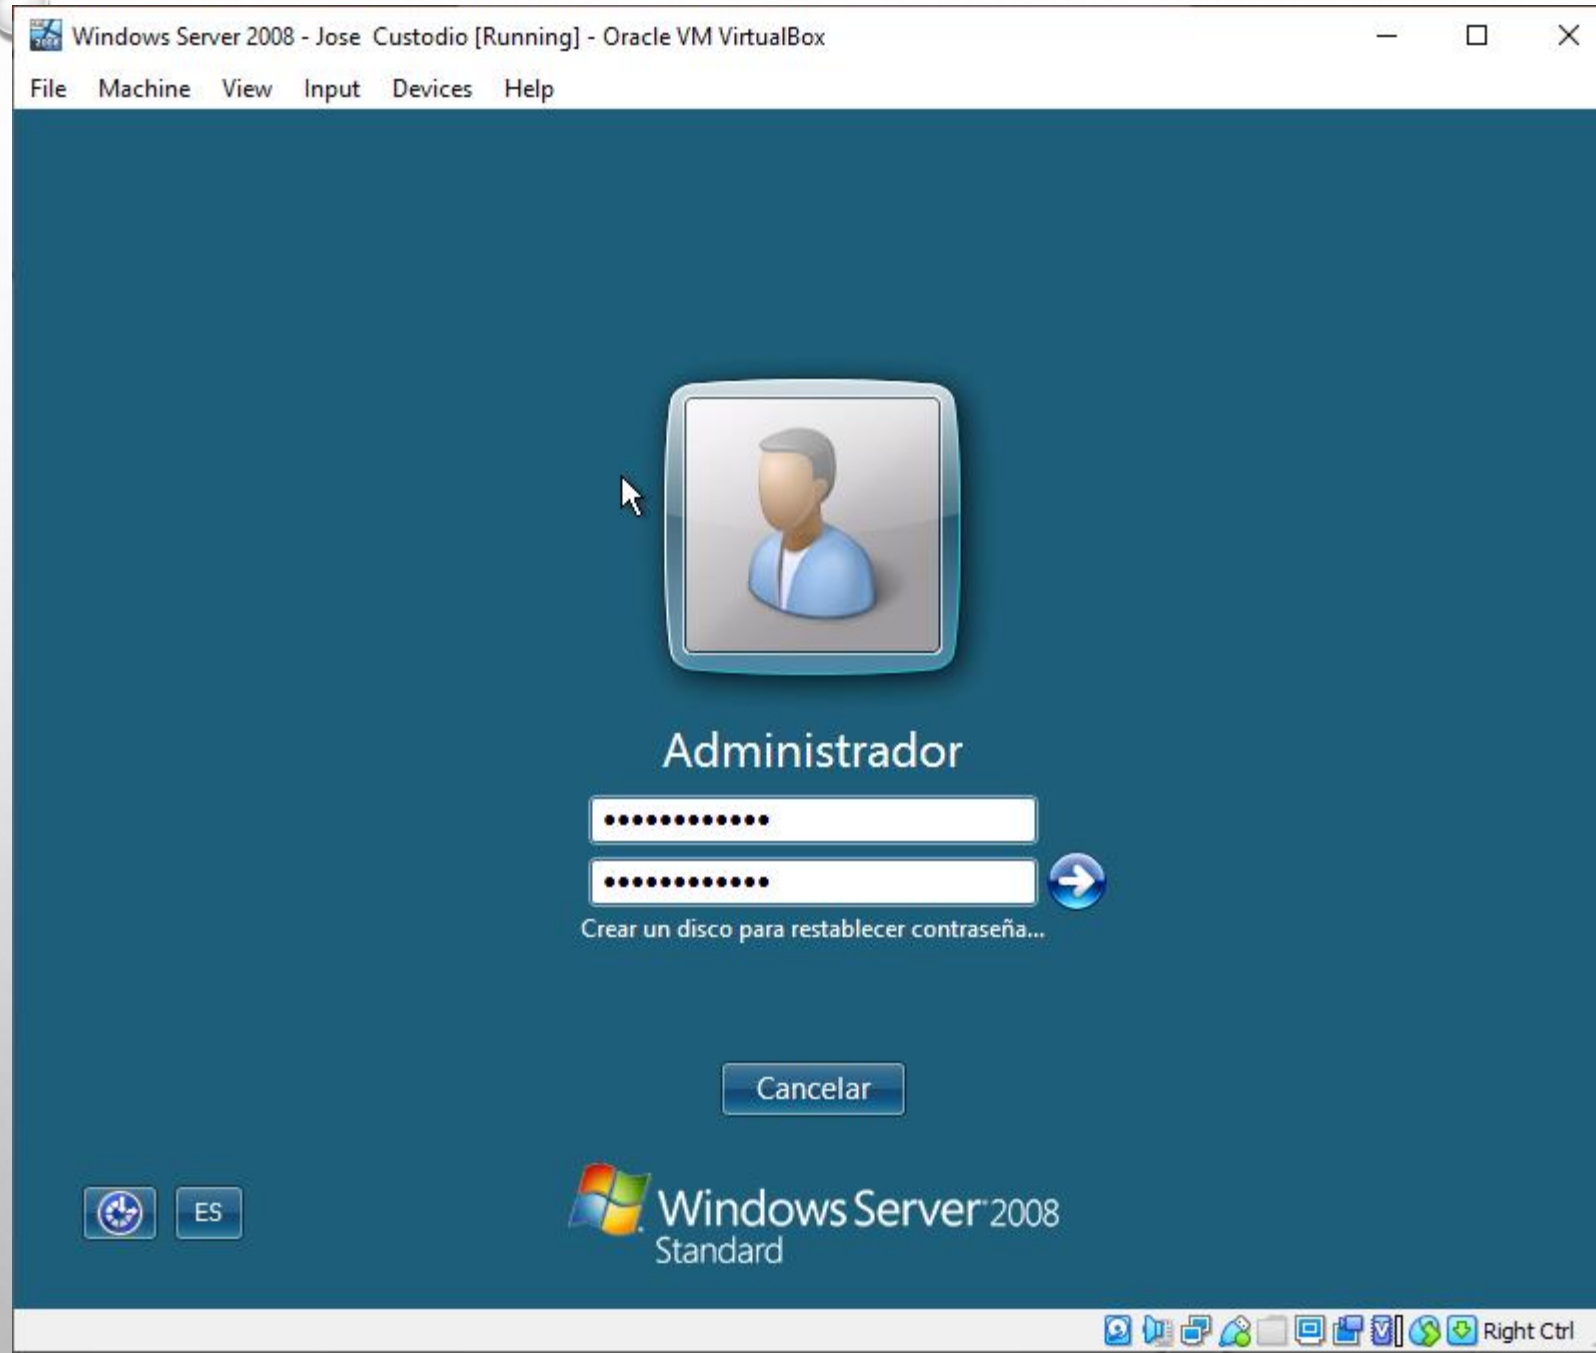 Windows Server 2008 - Jose Custodio [Running] - Oracle VM VirtualBox
File Machine View Input Devices Help
Administrador
••••••••••••
••••••••••••
Crear un disco para restablecer contraseña...
Cancelar
ES
Windows Server 2008
Standard
Right Ctrl